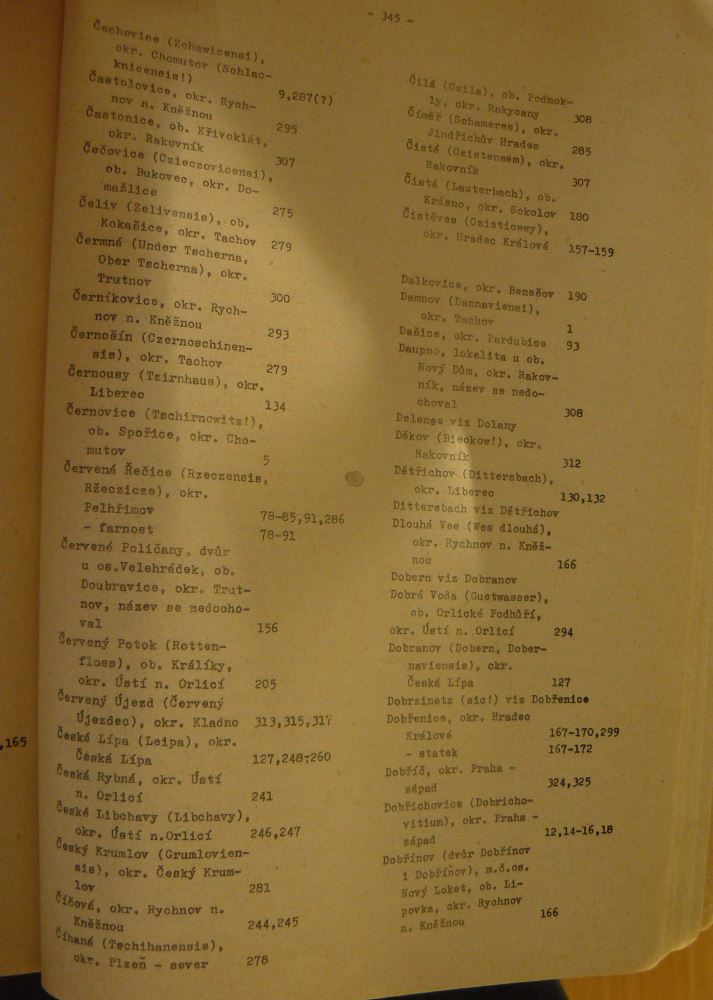 - 345 -
Čachovice (Zchawicensi),
okr. Chomutov (Sohlac-
knicensis!) 9,287(?)
Častolovice, okr. Rych-
nov n. Kněžnou 295
Častonice, ob. Křivoklát,
okr. Rakovník 307
Čečovice (Czieczovicensi),
ob. Bukovec, okr. Do-
mažlice 275
Čeliv (Zelivensis), ob.
Kokašice, okr. Tachov 279
Čermná (Under Tscherna,
Ober Tscherna), okr.
Trutnov 300
Černíkovice, okr. Rych-
nov n. Kněžnou 293
Černošín (Czernoschinen-
sis), okr. Tachov 279
Černousy (Tzirnhaus), okr.
Liberec 134
Černovice (Tschirnowitz!),
ob. Spořice, okr. Cho-
mutov 5
Červená Řečice (Rzeczensis,
Ržeczicze), okr.
Pelhřimov 78-85,91,286
- farnost 78-91
Červené Poličany, dvůr
u os.Velehrádek, ob.
Doubravice, okr. Trut-
nov, název se nedocho-
val 156
Červený Potok (Rotten-
floss), ob. Králíky,
okr. Ústí n. Orlicí 205
Červený Újezd (Červený
Újezdec), okr. Kladno 313,315,317
Česká Lípa (Leipa), okr.
Česká Lípa 127,248-260
Česká Rybná, okr. Ústí
n. Orlicí 241
České Libchavy (Libchavy),
okr. Ústí n.Orlicí 246,247
Český Krumlov (Grumlovien-
sis), okr. Český Krum-
lov 281
Číčová, okr. Rychnov n.
Kněžnou 244,245
Číhaná (Tschihanensis),
okr. Plzeň - sever 278
Čilá (Czila), ob. Podmok-
ly, okr. Rokycany 308
Číměř (Schamerss), okr.
Jindřichův Hradec 285
Čistá (Czistensem), okr.
Rakovník 307
Čistá (Lauterbach), ob.
Krásno, okr. Sokolov 180
Čistěves (Czistiowsy),
okr. Hradec Králové 157-159
Dalkovice, okr. Benešov 190
Damnov (Dannaviensi),
okr. Tachov 1
Dašice, okr. Pardubice 93
Daupno, lokalita u ob.
Nový Dům, okr. Rakov-
ník, název se nedo-
choval 308
Delenge viz Dolany
Děkov (Bieckow!), okr.
Rakovník 312
Dětřichov (Dittersbach),
okr. Liberec 130,132
Dittersbach viz Dětřichov
Dlouhá Ves (Wes dlouhá),
okr. Rychnov n. Kněž-
nou 166
Dobern viz Dobranov
Dobrá Voda (Guetwasser),
ob. Orlické Podhůří,
okr. Ústí n. Orlicí 294
Dobranov (Dobern, Dober-
naviensis), okr.
Česká Lípa 127
Dobrzinetz (sic!) viz Dobřenice
Dobřenice, okr. Hradec
Králové 167-170,299
- statek 167-172
Dobříč, okr. Praha -
západ 324,325
Dobřichovice (Dobricho-
vitium), okr. Praha -
západ 12,14-16,18
Dobřínov (dvůr Dobřínov
i Dobříňov), m.č.os.
Nový Loket, ob. Li-
povka, okr. Rychnov
n. Kněžnou 166
,165